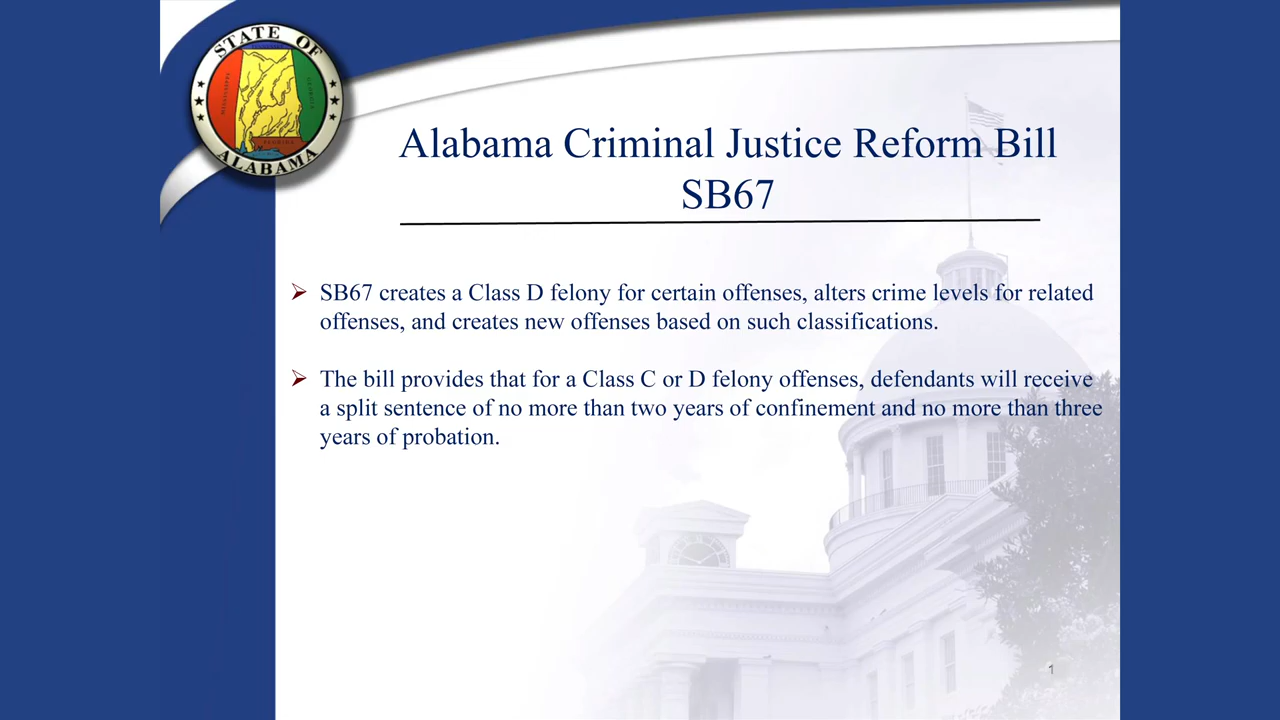 STATE OF
MISSISSIPPI
GEORGIA
FLORIDA
ALABAMA
Alabama Criminal Justice Reform Bill
SB67
➢ SB67 creates a Class D felony for certain offenses, alters crime levels for related
offenses, and creates new offenses based on such classifications.
➢ The bill provides that for a Class C or D felony offenses, defendants will receive
a split sentence of no more than two years of confinement and no more than three
years of probation.
1